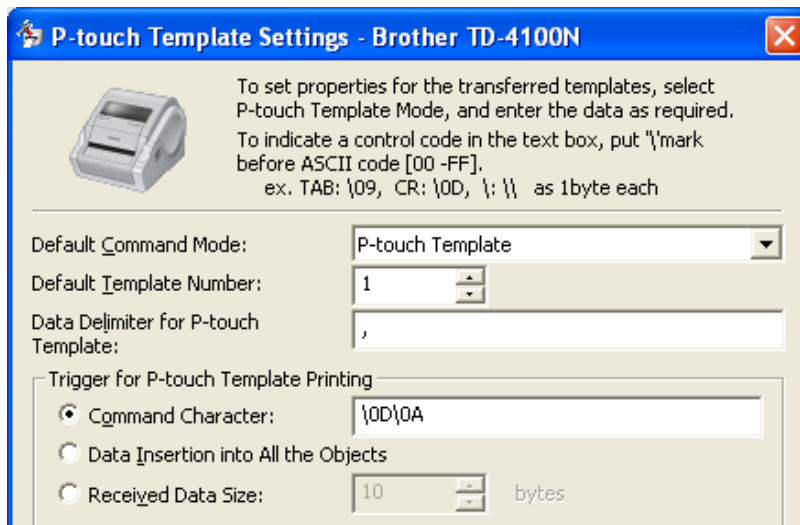 P-touch Template Settings - Brother TD-4100N
To set properties for the transferred templates, select
P-touch Template Mode, and enter the data as required.
To indicate a control code in the text box, put '\'mark
before ASCII code [00 -FF].
ex. TAB: \09,  CR: \0D,  \: \\   as 1byte each
Default Command Mode: P-touch Template
Default Template Number: 1
Data Delimiter for P-touch
Template: ,
Trigger for P-touch Template Printing
Command Character: \0D\0A
Data Insertion into All the Objects
Received Data Size: 10 bytes